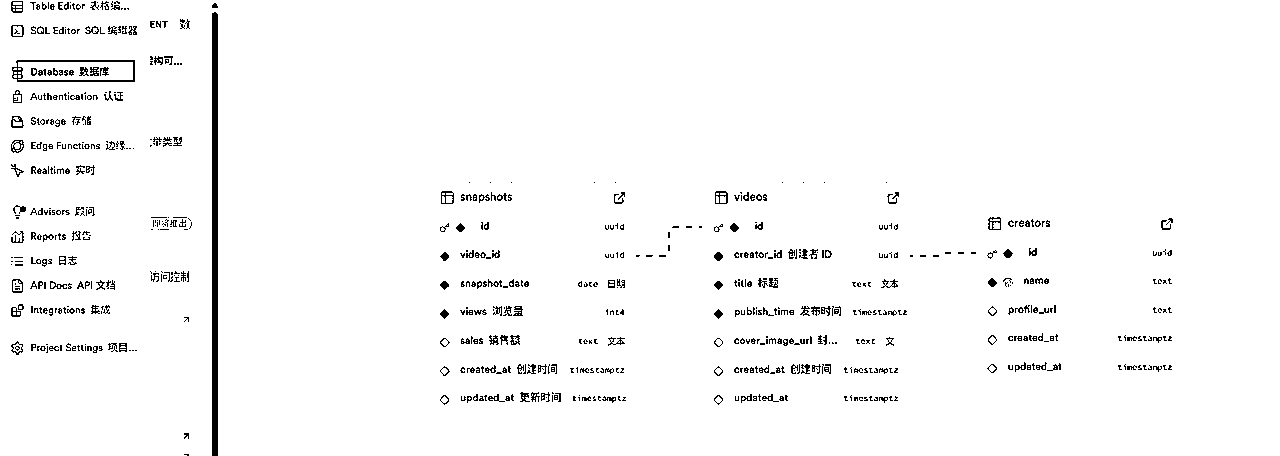 Table Editor 表格编...
SQL Editor SQL 编辑器
Database 数据库
Authentication 认证
Storage 存储
Edge Functions 边缘...
Realtime 实时
Advisors 顾问
Reports 报告
Logs 日志
API Docs API 文档
Integrations 集成
Project Settings 项目...
ENT 数
构可...
举类型
即将推出
访问控制
snapshots
id uuid
video_id uuid
snapshot_date date 日期
views 浏览量 int4
sales 销售额 text 文本
created_at 创建时间 timestamptz
updated_at 更新时间 timestamptz
videos
id uuid
creator_id 创建者 ID uuid
title 标题 text 文本
publish_time 发布时间 timestamptz
cover_image_url 封... text 文
created_at 创建时间 timestamptz
updated_at timestamptz
creators
id uuid
name text
profile_url text
created_at timestamptz
updated_at timestamptz